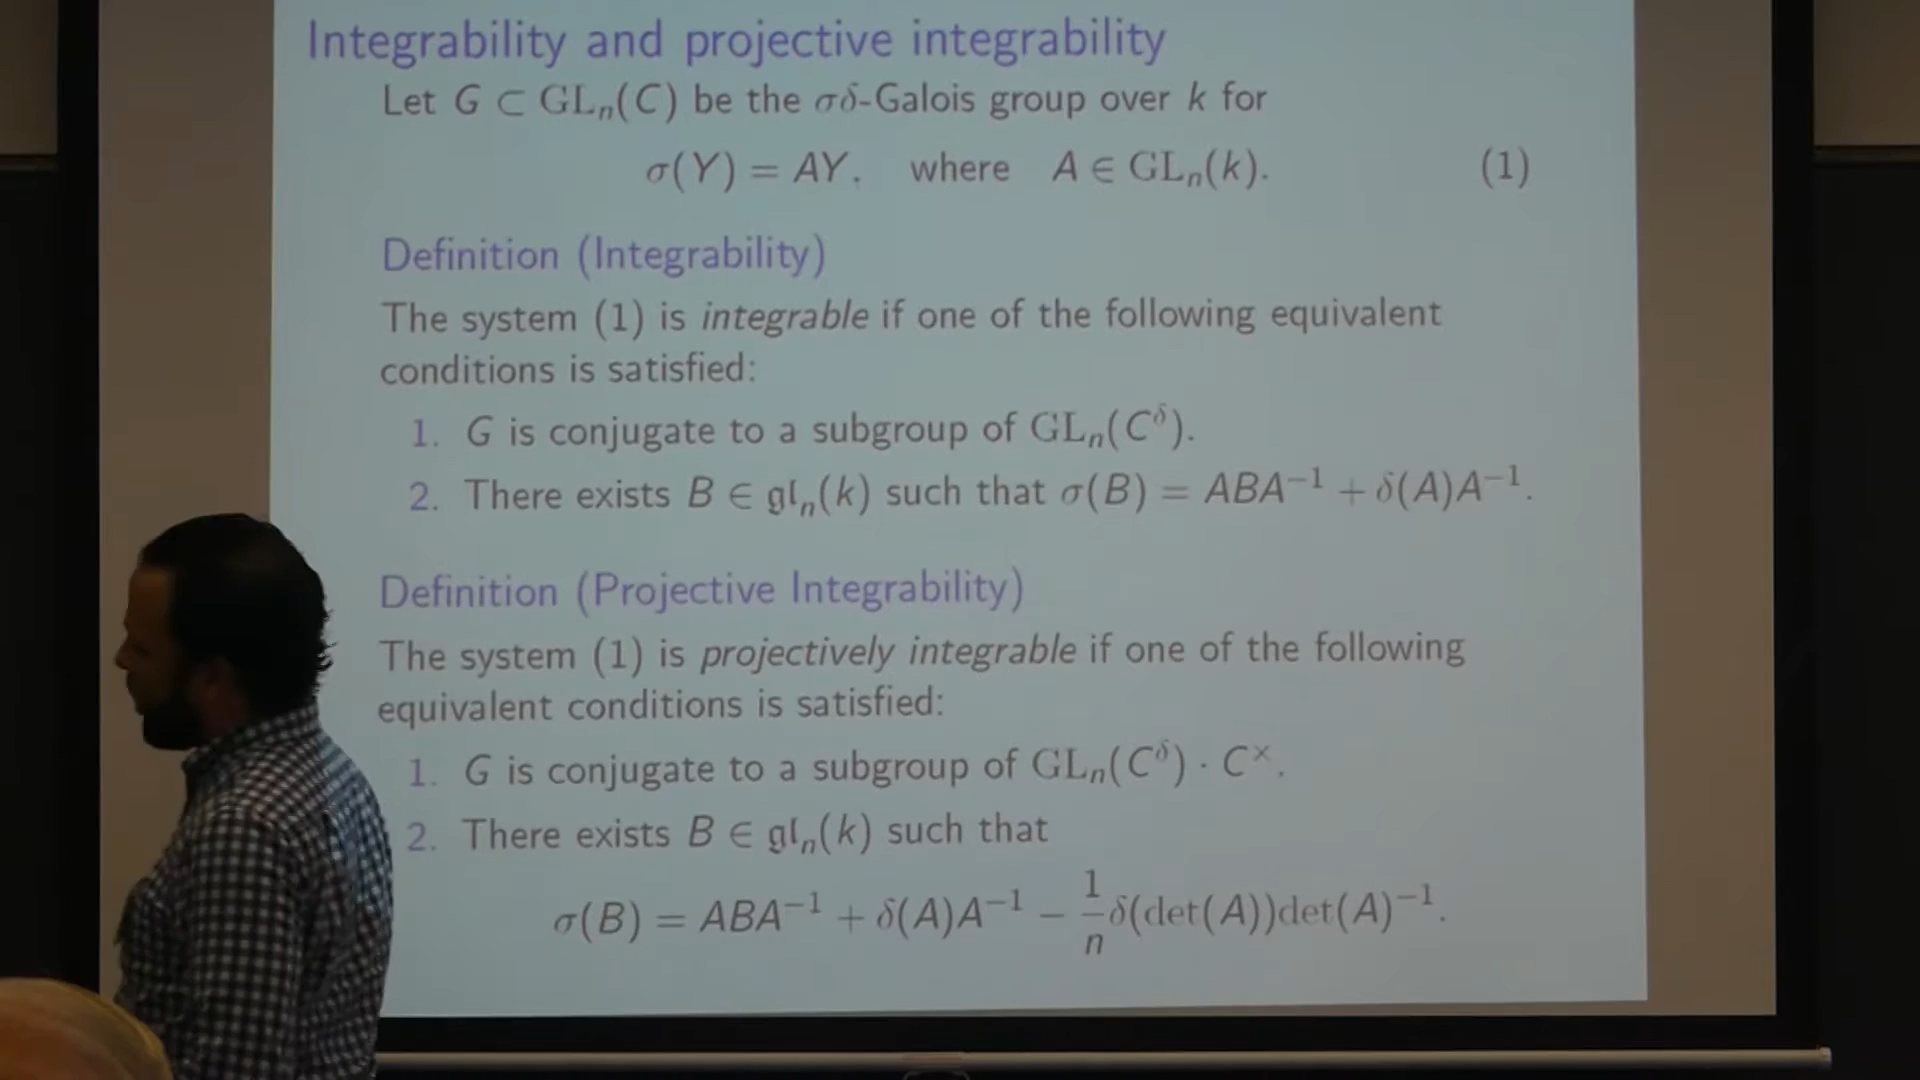 Integrability and projective integrability
Let G ⊂ GLₙ(C) be the σδ-Galois group over k for
σ(Y) = AY, where A ∈ GLₙ(k). (1)
Definition (Integrability)
The system (1) is integrable if one of the following equivalent
conditions is satisfied:
1. G is conjugate to a subgroup of GLₙ(C^δ).
2. There exists B ∈ 𝔤𝔩ₙ(k) such that σ(B) = ABA⁻¹ + δ(A)A⁻¹.
Definition (Projective Integrability)
The system (1) is projectively integrable if one of the following
equivalent conditions is satisfied:
1. G is conjugate to a subgroup of GLₙ(C^δ) · C^×.
2. There exists B ∈ 𝔤𝔩ₙ(k) such that
σ(B) = ABA⁻¹ + δ(A)A⁻¹ − 1/n δ(det(A))det(A)⁻¹.